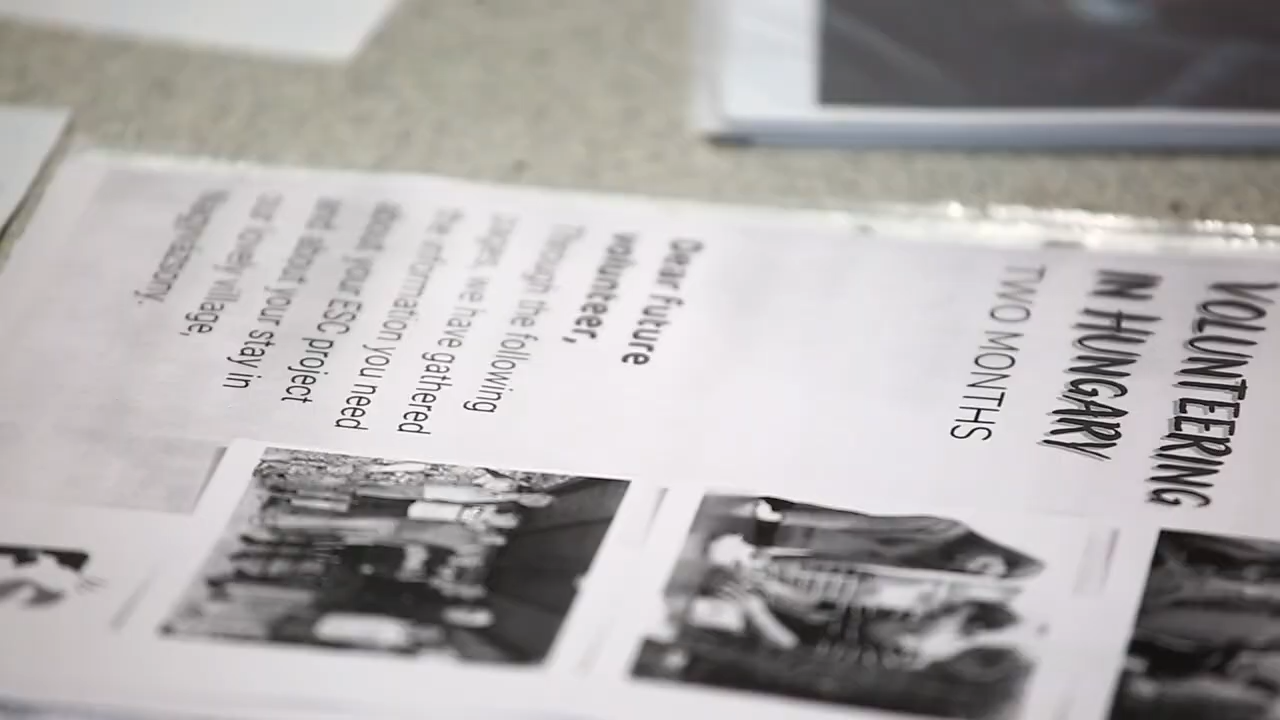 VOLUNTEERING
IN HUNGARY
TWO MONTHS
Dear future
volunteer,
Through the following
pages, we have gathered
the information you need
about your ESC project
and about your stay in
our lovely village,